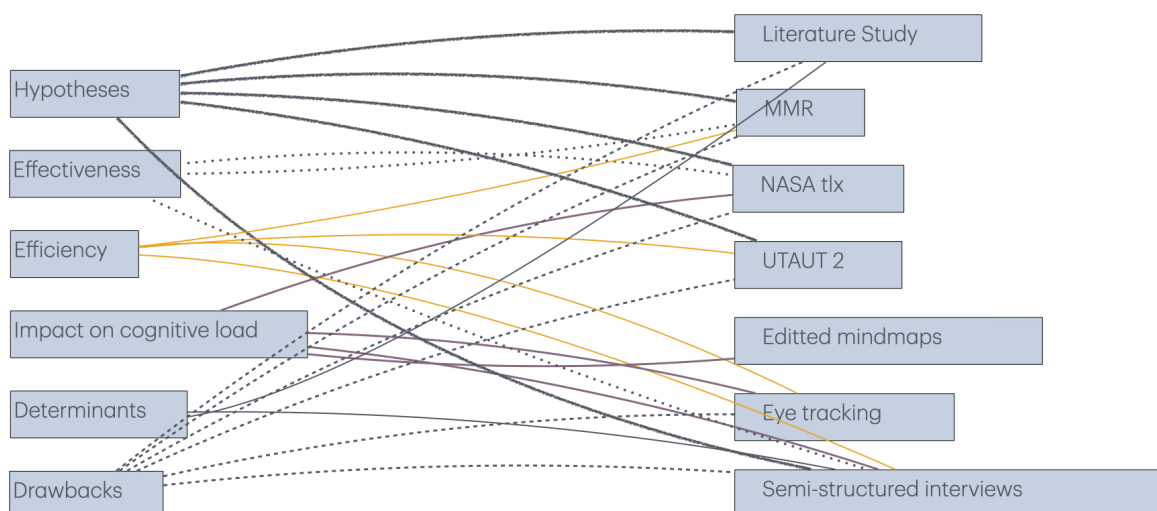 Hypotheses
Effectiveness
Efficiency
Impact on cognitive load
Determinants
Drawbacks
Literature Study
MMR
NASA tlx
UTAUT 2
Editted mindmaps
Eye tracking
Semi-structured interviews